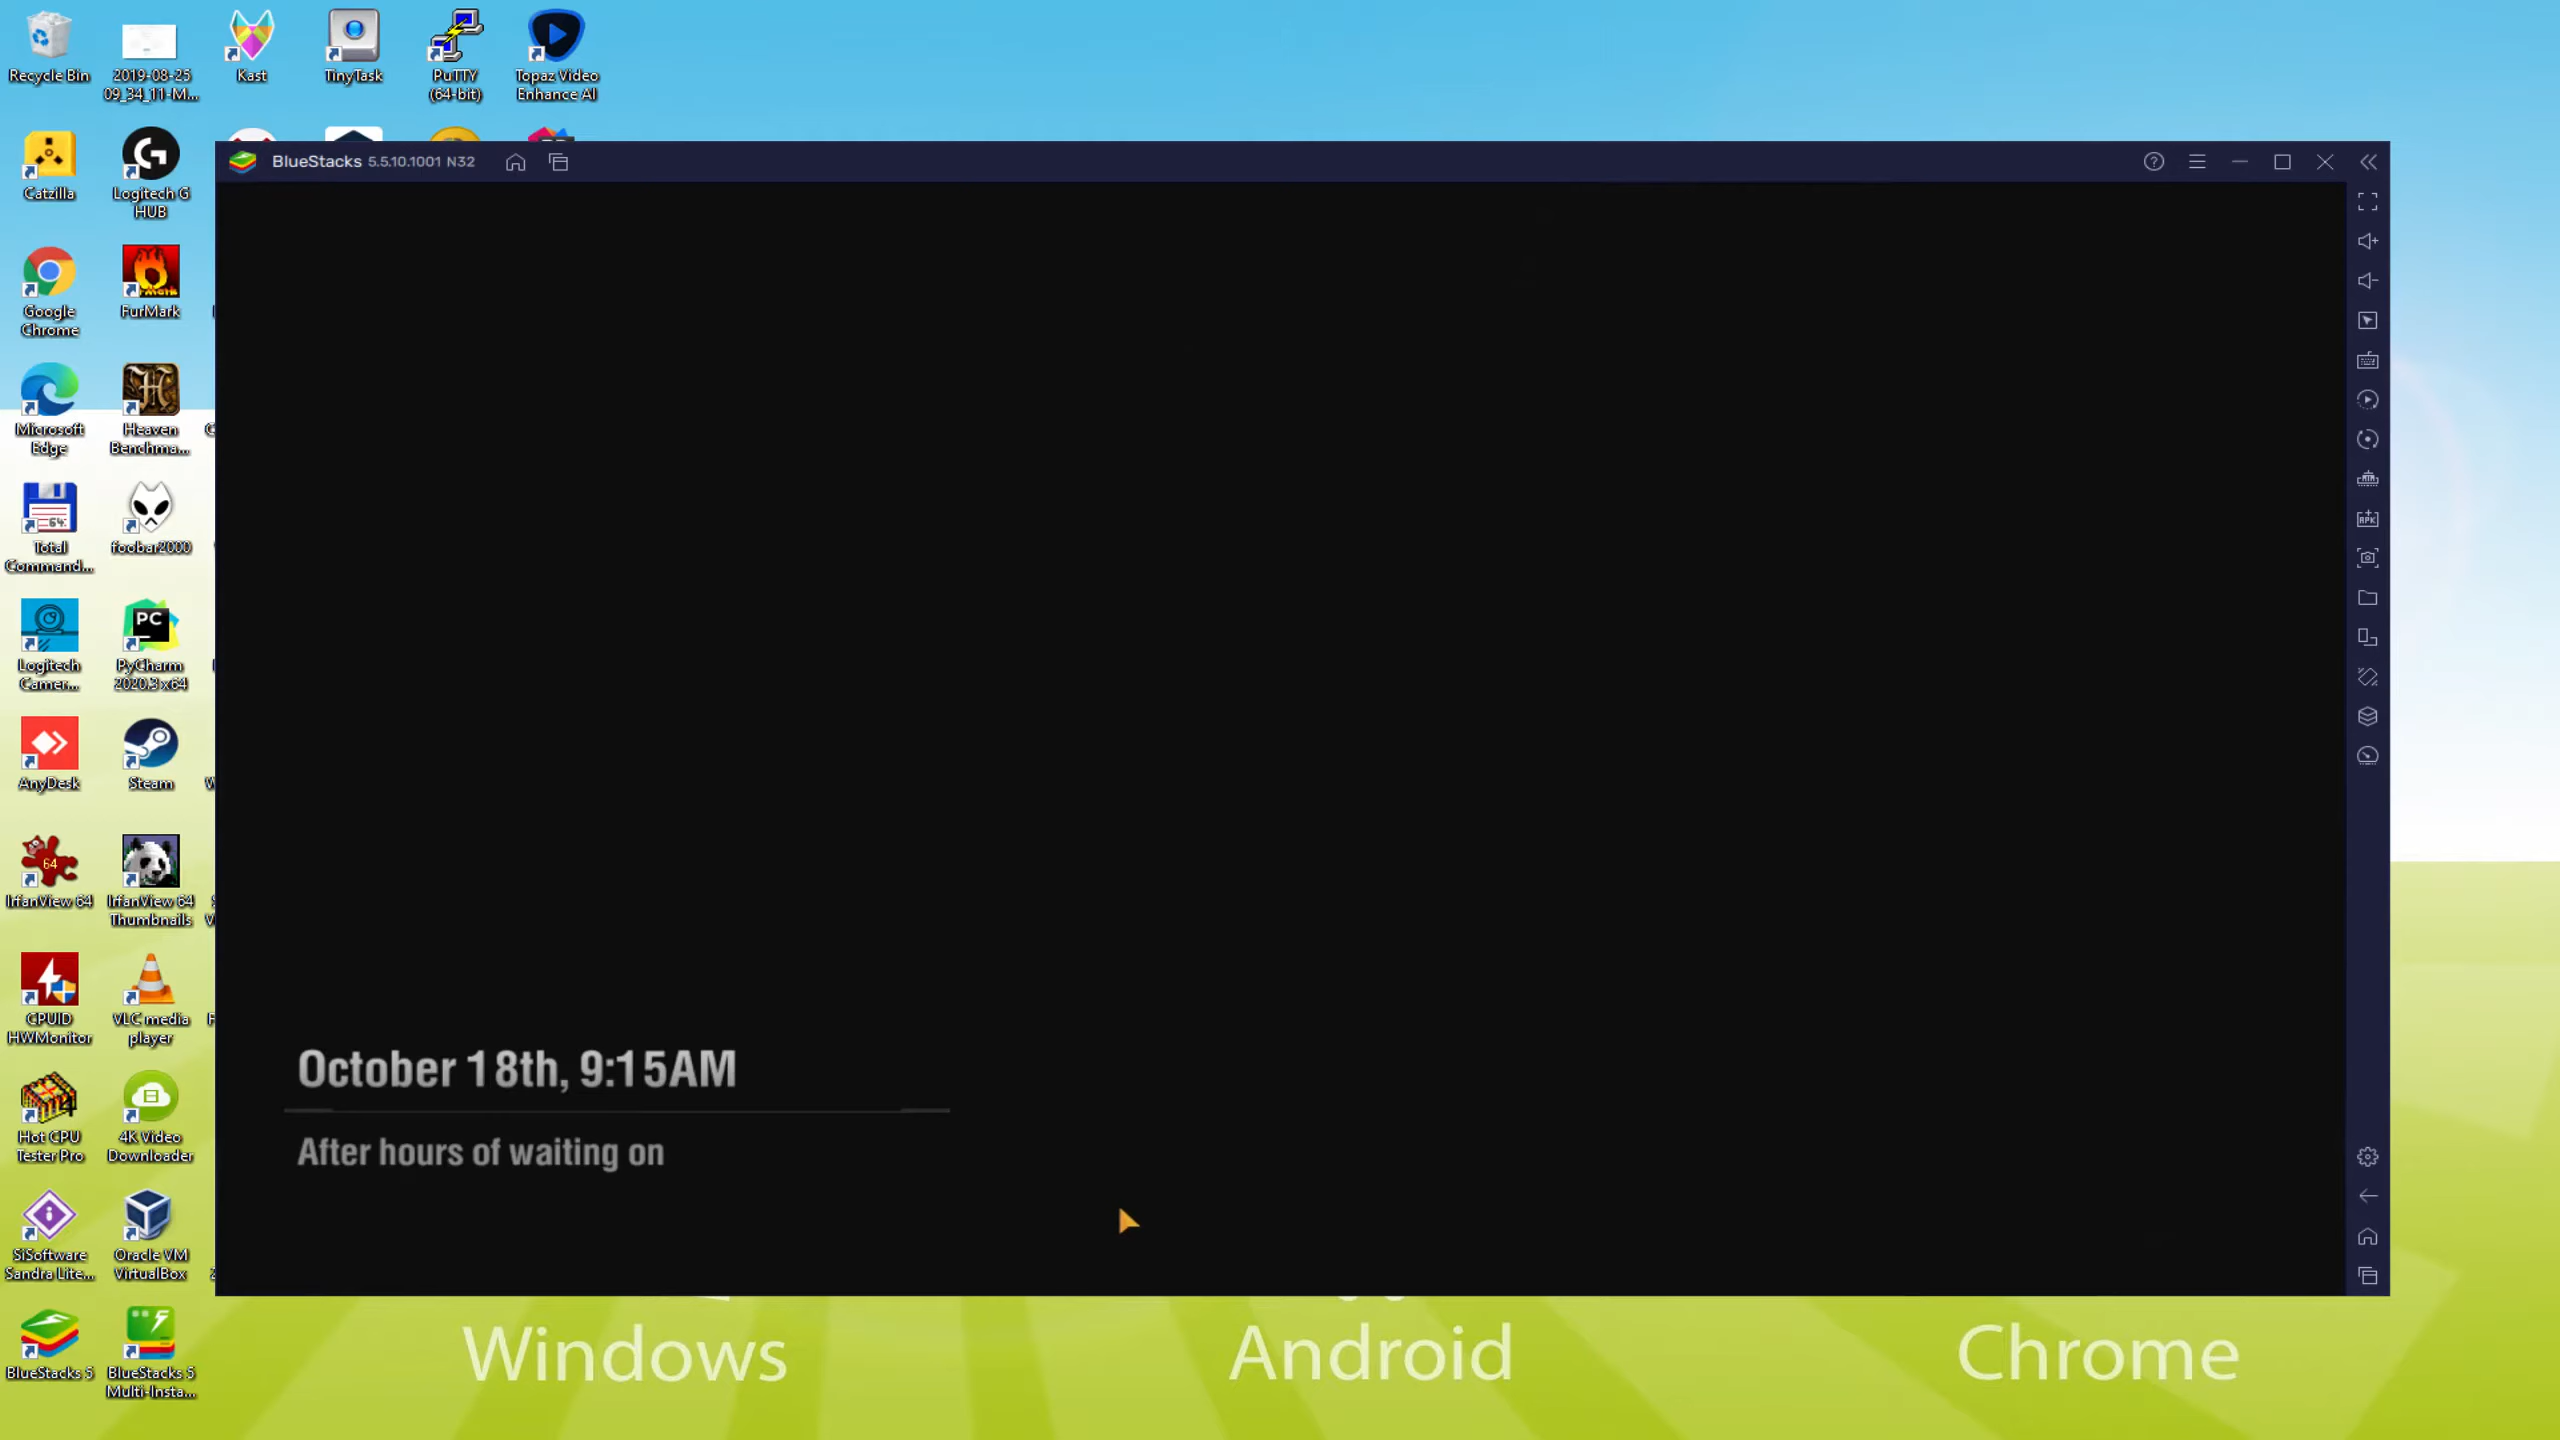 Recycle Bin
2019-08-25
09_34_11-M...
Kast
TinyTask
PuTTY
(64-bit)
Topaz Video
Enhance AI
Catzilla
Logitech G
HUB
BlueStacks 5.5.10.1001 N32
Google
Chrome
FurMark
Microsoft
Edge
Heaven
Benchma...
Total
Command...
foobar2000
Logitech
Camer...
PyCharm
2020.3 x64
AnyDesk
Steam
IrfanView 64
IrfanView 64
Thumbnails
CPUID
HWMonitor
VLC media
player
October 18th, 9:15AM
After hours of waiting on
Hot CPU
Tester Pro
4K Video
Downloader
SiSoftware
Sandra Lite...
Oracle VM
VirtualBox
BlueStacks 5
BlueStacks 5
Multi-Insta...
Windows
Android
Chrome